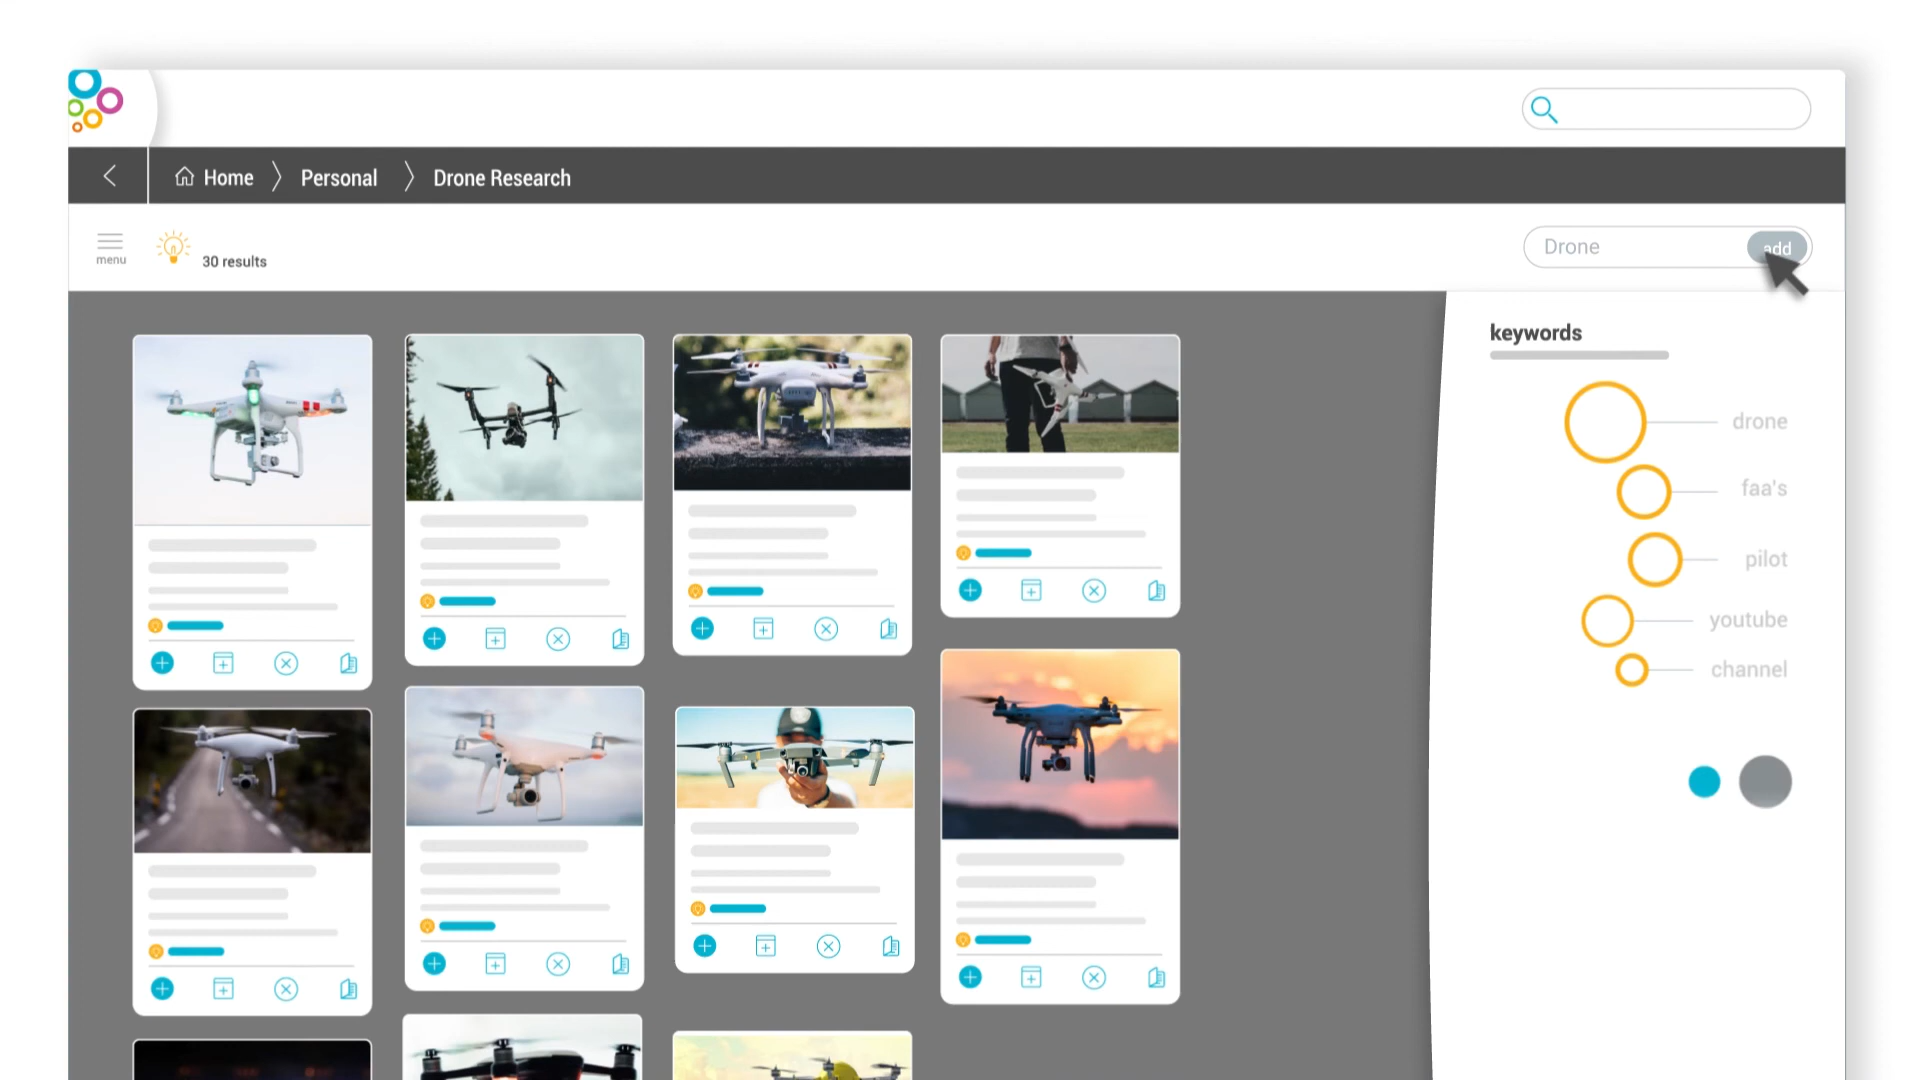 Home
Personal
Drone Research
menu
30 results
Drone
add
keywords
drone
faa's
pilot
youtube
channel